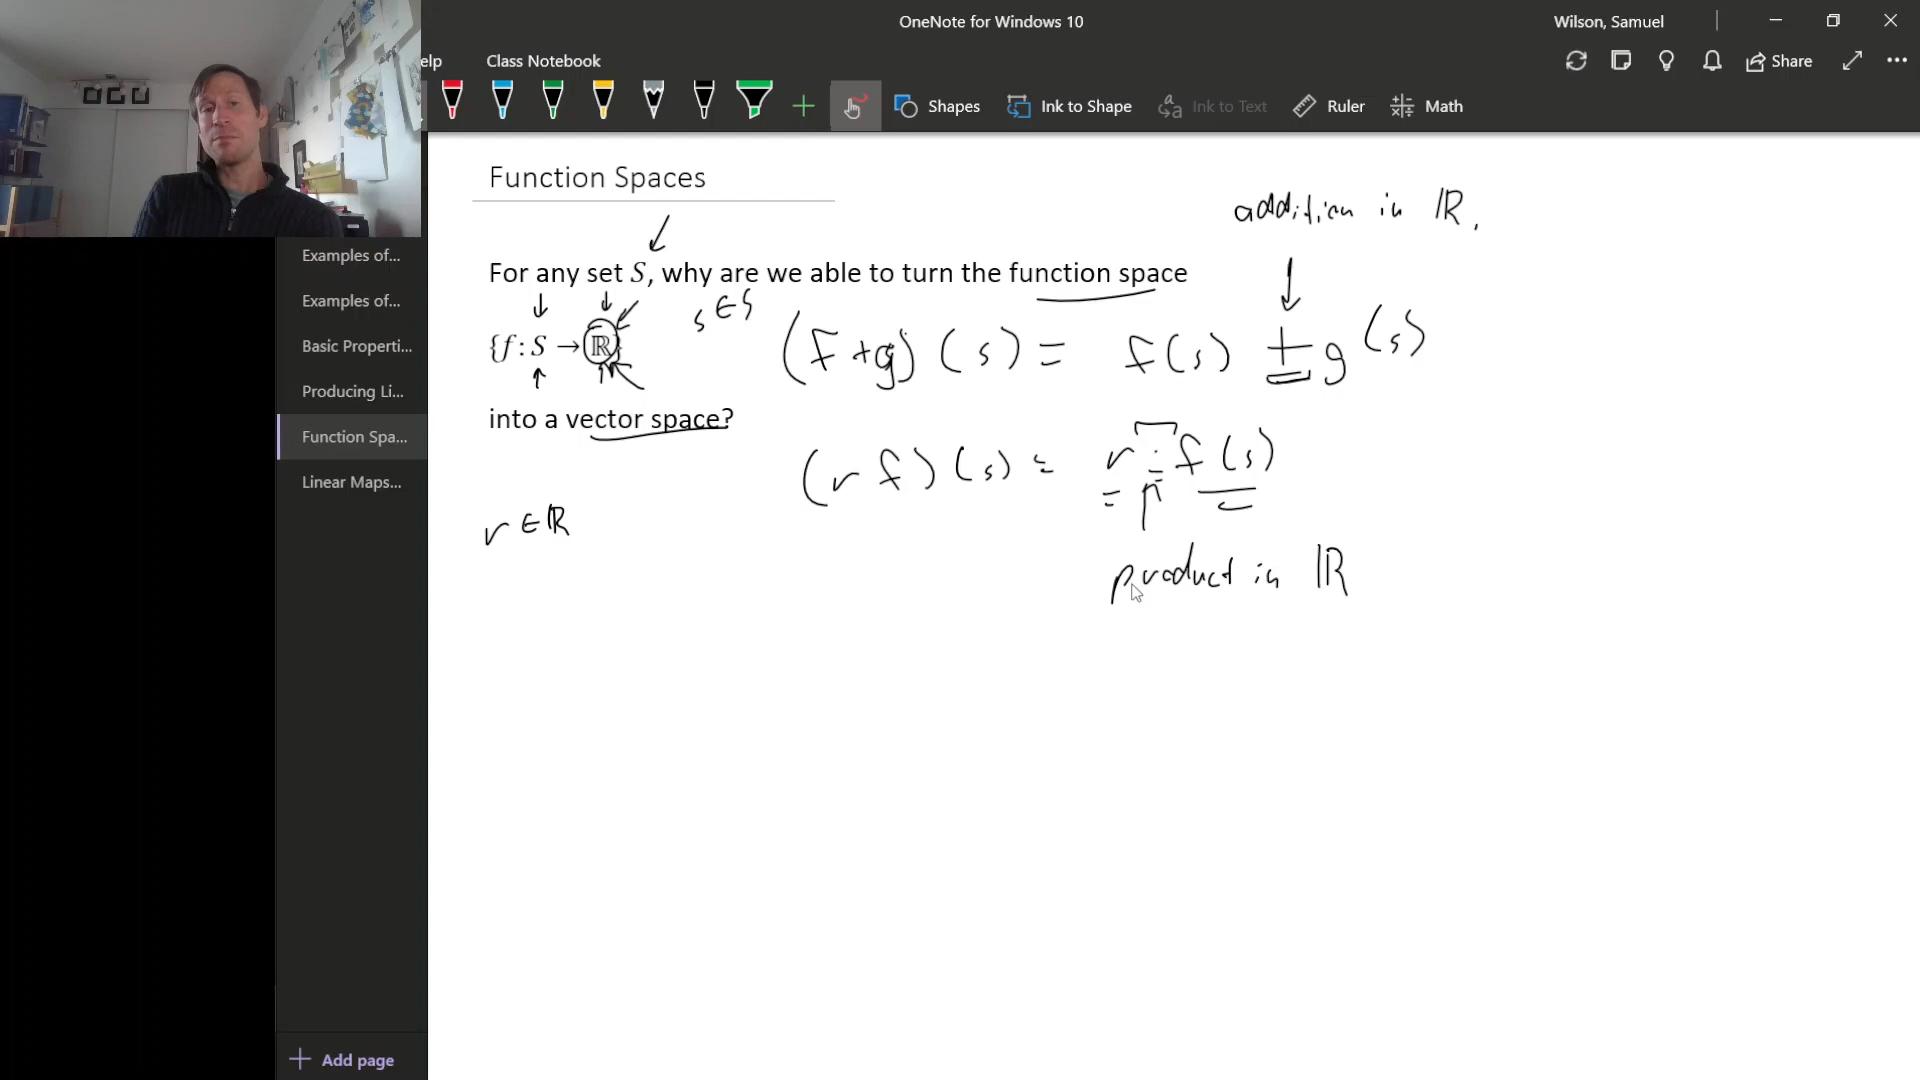 OneNote for Windows 10
Wilson, Samuel
elp
Class Notebook
Share
Shapes
Ink to Shape
Ink to Text
Ruler
Math
Examples of...
Examples of...
Basic Properti...
Producing Li...
Function Spa...
Linear Maps...
Add page
Function Spaces
addition in ℝ.
For any set S, why are we able to turn the function space
s ∈ S
{f : S → ℝ}
(f + g)(s) = f(s) + g(s)
into a vector space?
(r f)(s) = r · f(s)
r ∈ ℝ
product in ℝ